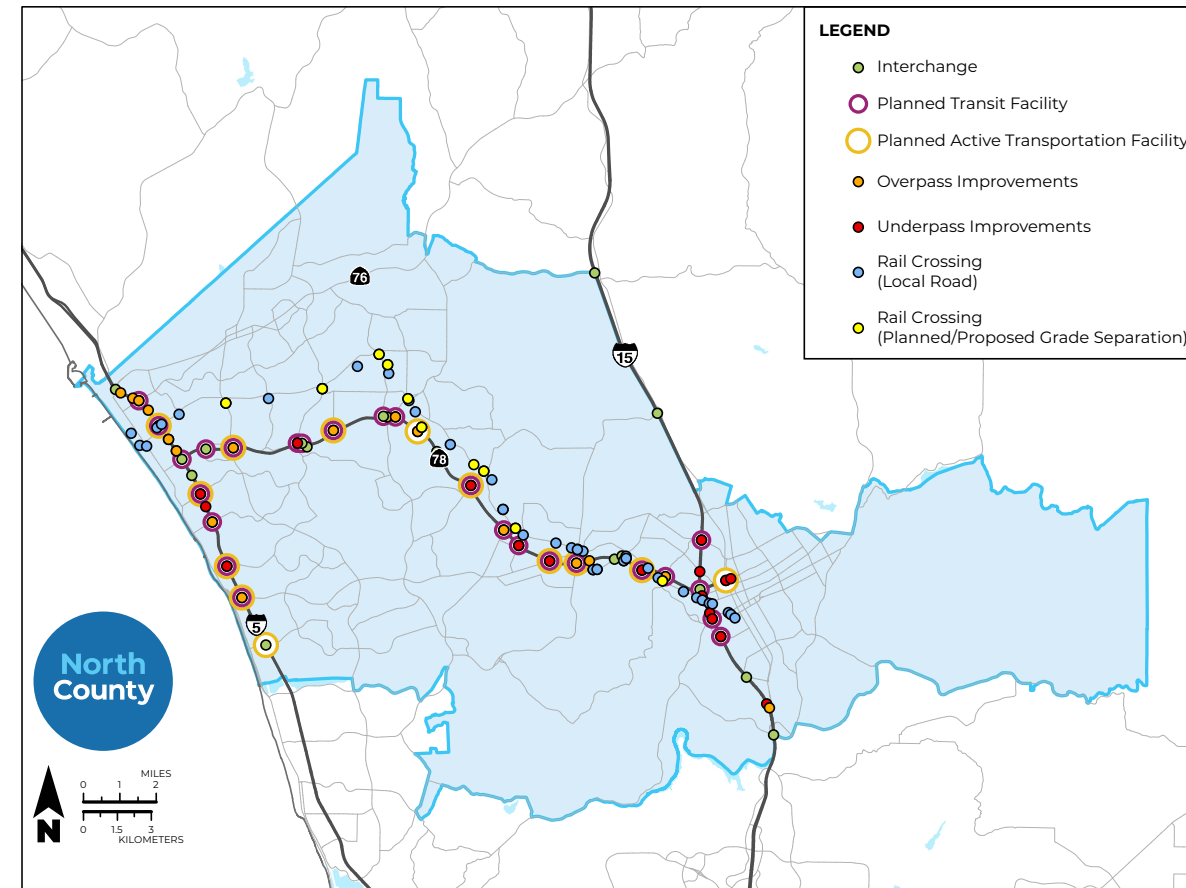 LEGEND
Interchange
Planned Transit Facility
Planned Active Transportation Facility
Overpass Improvements
Underpass Improvements
Rail Crossing
(Local Road)
Rail Crossing
(Planned/Proposed Grade Separation)
76
15
78
5
North
County
MILES
0 1 2
0 1.5 3
KILOMETERS
N